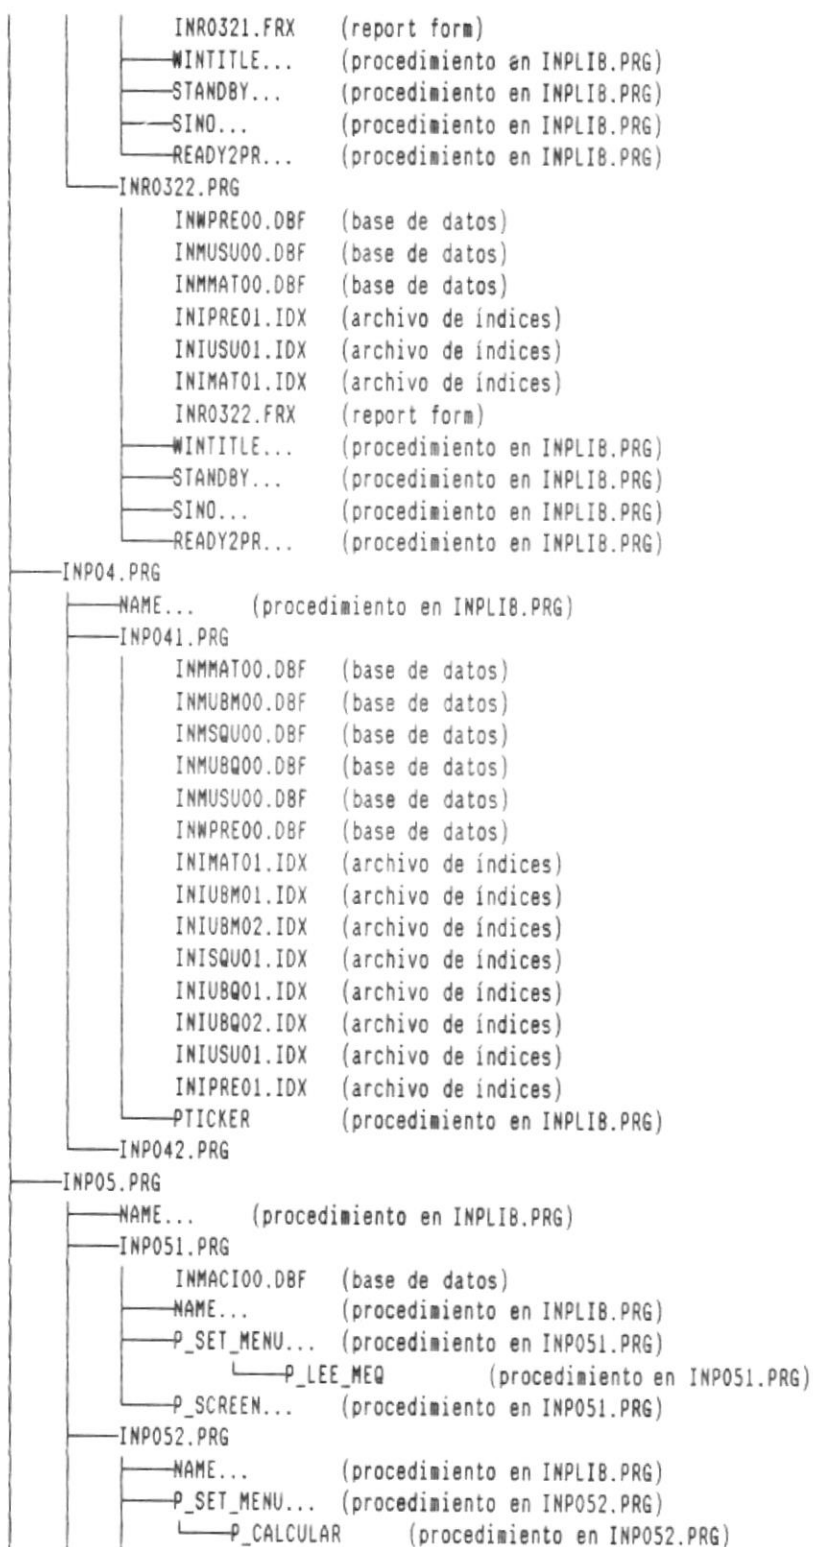 INR0321.FRX (report form)
WINTITLE... (procedimiento en INPLIB.PRG)
STANDBY... (procedimiento en INPLIB.PRG)
SINO... (procedimiento en INPLIB.PRG)
READY2PR... (procedimiento en INPLIB.PRG)
INR0322.PRG
INWPRE00.DBF (base de datos)
INMUSU00.DBF (base de datos)
INMMAT00.DBF (base de datos)
INIPRE01.IDX (archivo de índices)
INIUSU01.IDX (archivo de índices)
INIMAT01.IDX (archivo de índices)
INR0322.FRX (report form)
WINTITLE... (procedimiento en INPLIB.PRG)
STANDBY... (procedimiento en INPLIB.PRG)
SINO... (procedimiento en INPLIB.PRG)
READY2PR... (procedimiento en INPLIB.PRG)
INP04.PRG
NAME... (procedimiento en INPLIB.PRG)
INP041.PRG
INMMAT00.DBF (base de datos)
INMUBM00.DBF (base de datos)
INMSQU00.DBF (base de datos)
INMUBQ00.DBF (base de datos)
INMUSU00.DBF (base de datos)
INWPRE00.DBF (base de datos)
INIMAT01.IDX (archivo de índices)
INIUBM01.IDX (archivo de índices)
INIUBM02.IDX (archivo de índices)
INISQU01.IDX (archivo de índices)
INIUBQ01.IDX (archivo de índices)
INIUBQ02.IDX (archivo de índices)
INIUSU01.IDX (archivo de índices)
INIPRE01.IDX (archivo de índices)
PTICKER (procedimiento en INPLIB.PRG)
INP042.PRG
INP05.PRG
NAME... (procedimiento en INPLIB.PRG)
INP051.PRG
INMACI00.DBF (base de datos)
NAME... (procedimiento en INPLIB.PRG)
P_SET_MENU... (procedimiento en INP051.PRG)
P_LEE_MEQ (procedimiento en INP051.PRG)
P_SCREEN... (procedimiento en INP051.PRG)
INP052.PRG
NAME... (procedimiento en INPLIB.PRG)
P_SET_MENU... (procedimiento en INP052.PRG)
P_CALCULAR (procedimiento en INP052.PRG)